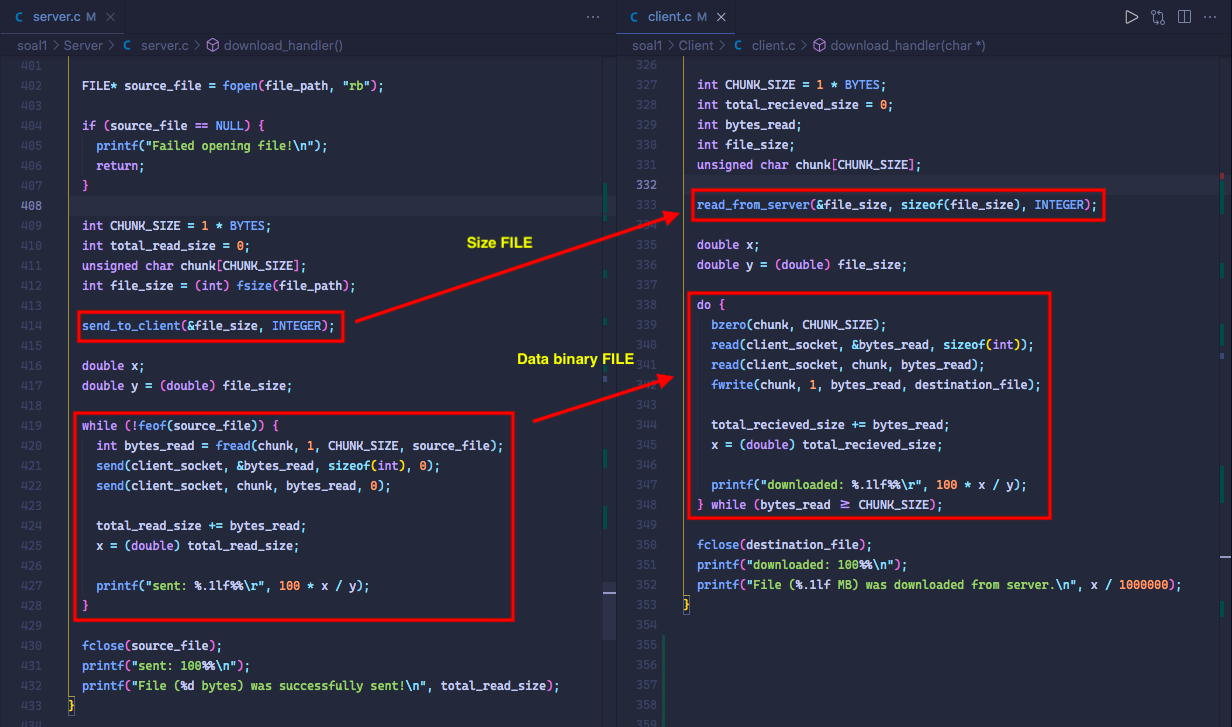 server.c M
soal1 > Server > C server.c > download_handler()
401
402 FILE* source_file = fopen(file_path, "rb");
403
404 if (source_file == NULL) {
405 printf("Failed opening file!\n");
406 return;
407 }
408
409 int CHUNK_SIZE = 1 * BYTES;
410 int total_read_size = 0;
411 unsigned char chunk[CHUNK_SIZE];
412 int file_size = (int) fsize(file_path);
413
414 send_to_client(&file_size, INTEGER);
415
416 double x;
417 double y = (double) file_size;
418
419 while (!feof(source_file)) {
420 int bytes_read = fread(chunk, 1, CHUNK_SIZE, source_file);
421 send(client_socket, &bytes_read, sizeof(int), 0);
422 send(client_socket, chunk, bytes_read, 0);
423
424 total_read_size += bytes_read;
425 x = (double) total_read_size;
426
427 printf("sent: %.1lf%%\r", 100 * x / y);
428 }
429
430 fclose(source_file);
431 printf("sent: 100%%\n");
432 printf("File (%d bytes) was successfully sent!\n", total_read_size);
433 }
434
Size FILE
Data binary FILE
C client.c M ×
soal1 > Client > C client.c > download_handler(char *)
326
327 int CHUNK_SIZE = 1 * BYTES;
328 int total_recieved_size = 0;
329 int bytes_read;
330 int file_size;
331 unsigned char chunk[CHUNK_SIZE];
332
333 read_from_server(&file_size, sizeof(file_size), INTEGER);
334
335 double x;
336 double y = (double) file_size;
337
338 do {
339 bzero(chunk, CHUNK_SIZE);
340 read(client_socket, &bytes_read, sizeof(int));
341 read(client_socket, chunk, bytes_read);
342 fwrite(chunk, 1, bytes_read, destination_file);
343
344 total_recieved_size += bytes_read;
345 x = (double) total_recieved_size;
346
347 printf("downloaded: %.1lf%%\r", 100 * x / y);
348 } while (bytes_read ≥ CHUNK_SIZE);
349
350 fclose(destination_file);
351 printf("downloaded: 100%%\n");
352 printf("File (%.1lf MB) was downloaded from server.\n", x / 1000000);
353 }
354
355
356
357
358
359